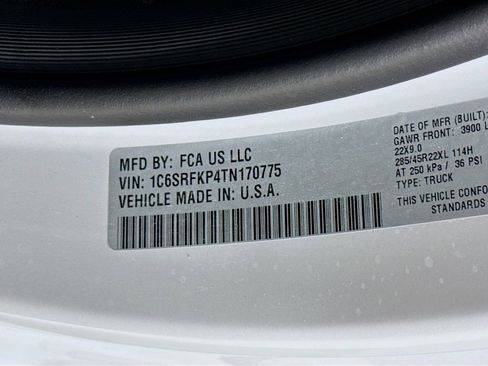 MFD BY: FCA US LLC
VIN: 1C6SRFKP4TN170775
VEHICLE MADE IN: U.S.A.
DATE OF MFR (BUILT):
GAWR FRONT: 3900 L
22X9.0
285/45R22XL 114H
AT 250 kPa / 36 PSI
TYPE: TRUCK
THIS VEHICLE CONFO
STANDARDS